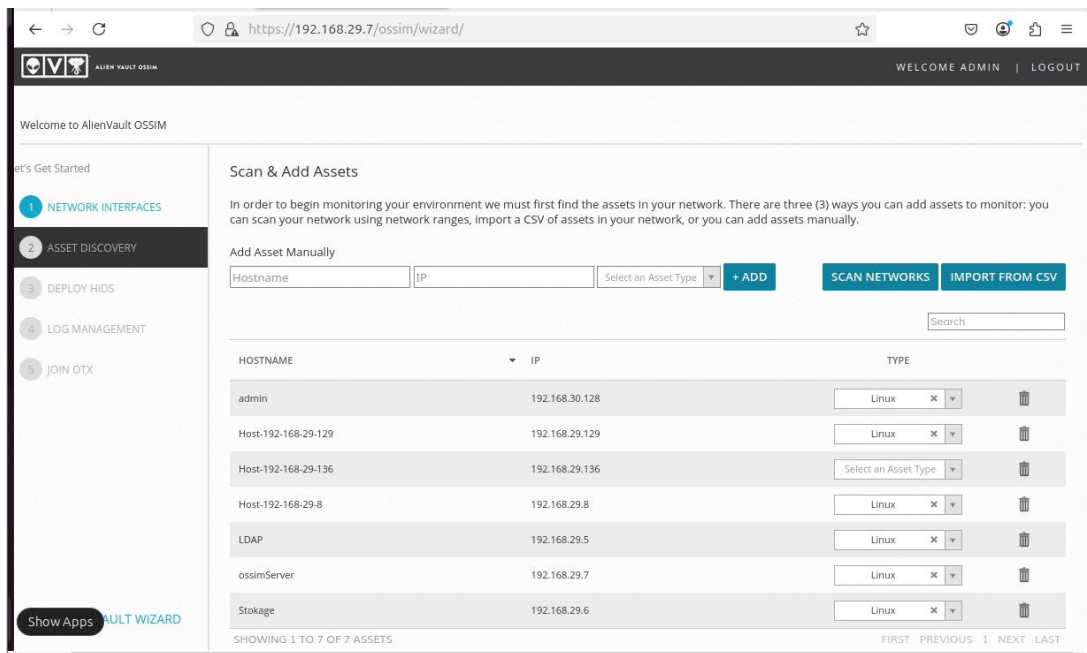 https://192.168.29.7/ossim/wizard/
ALIEN VAULT OSSIM
WELCOME ADMIN | LOGOUT
Welcome to AlienVault OSSIM
et's Get Started
1 NETWORK INTERFACES
2 ASSET DISCOVERY
3 DEPLOY HIDS
4 LOG MANAGEMENT
5 JOIN OTX
Scan & Add Assets
In order to begin monitoring your environment we must first find the assets in your network. There are three (3) ways you can add assets to monitor: you
can scan your network using network ranges, import a CSV of assets in your network, or you can add assets manually.
Add Asset Manually
Hostname IP Select an Asset Type + ADD SCAN NETWORKS IMPORT FROM CSV
Search
HOSTNAME IP TYPE
admin 192.168.30.128 Linux
Host-192-168-29-129 192.168.29.129 Linux
Host-192-168-29-136 192.168.29.136 Select an Asset Type
Host-192-168-29-8 192.168.29.8 Linux
LDAP 192.168.29.5 Linux
ossimServer 192.168.29.7 Linux
Stokage 192.168.29.6 Linux
SHOWING 1 TO 7 OF 7 ASSETS FIRST PREVIOUS 1 NEXT LAST
Show Apps AULT WIZARD